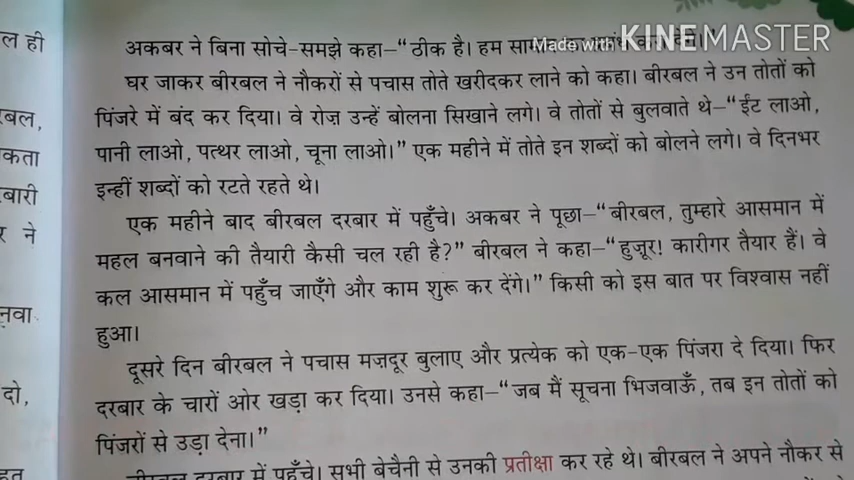 ल ही
रबल,
कता
बारी
र ने
नवा
दो,
Made with KINEMASTER
अकबर ने बिना सोचे-समझे कहा–“ठीक है। हम
घर जाकर बीरबल ने नौकरों से पचास तोते खरीदकर लाने को कहा। बीरबल ने उन तोतों को
पिंजरे में बंद कर दिया। वे रोज़ उन्हें बोलना सिखाने लगे। वे तोतों से बुलवाते थे–“ईंट लाओ,
पानी लाओ, पत्थर लाओ, चूना लाओ।” एक महीने में तोते इन शब्दों को बोलने लगे। वे दिनभर
इन्हीं शब्दों को रटते रहते थे।
एक महीने बाद बीरबल दरबार में पहुँचे। अकबर ने पूछा–“बीरबल, तुम्हारे आसमान में
महल बनवाने की तैयारी कैसी चल रही है?” बीरबल ने कहा–“हुज़ूर! कारीगर तैयार हैं। वे
कल आसमान में पहुँच जाएँगे और काम शुरू कर देंगे।” किसी को इस बात पर विश्वास नहीं
हुआ।
दूसरे दिन बीरबल ने पचास मज़दूर बुलाए और प्रत्येक को एक-एक पिंजरा दे दिया। फिर
दरबार के चारों ओर खड़ा कर दिया। उनसे कहा–“जब मैं सूचना भिजवाऊँ, तब इन तोतों को
पिंजरों से उड़ा देना।”
बीरबल दरबार में पहुँचे। सभी बेचैनी से उनकी प्रतीक्षा कर रहे थे। बीरबल ने अपने नौकर से